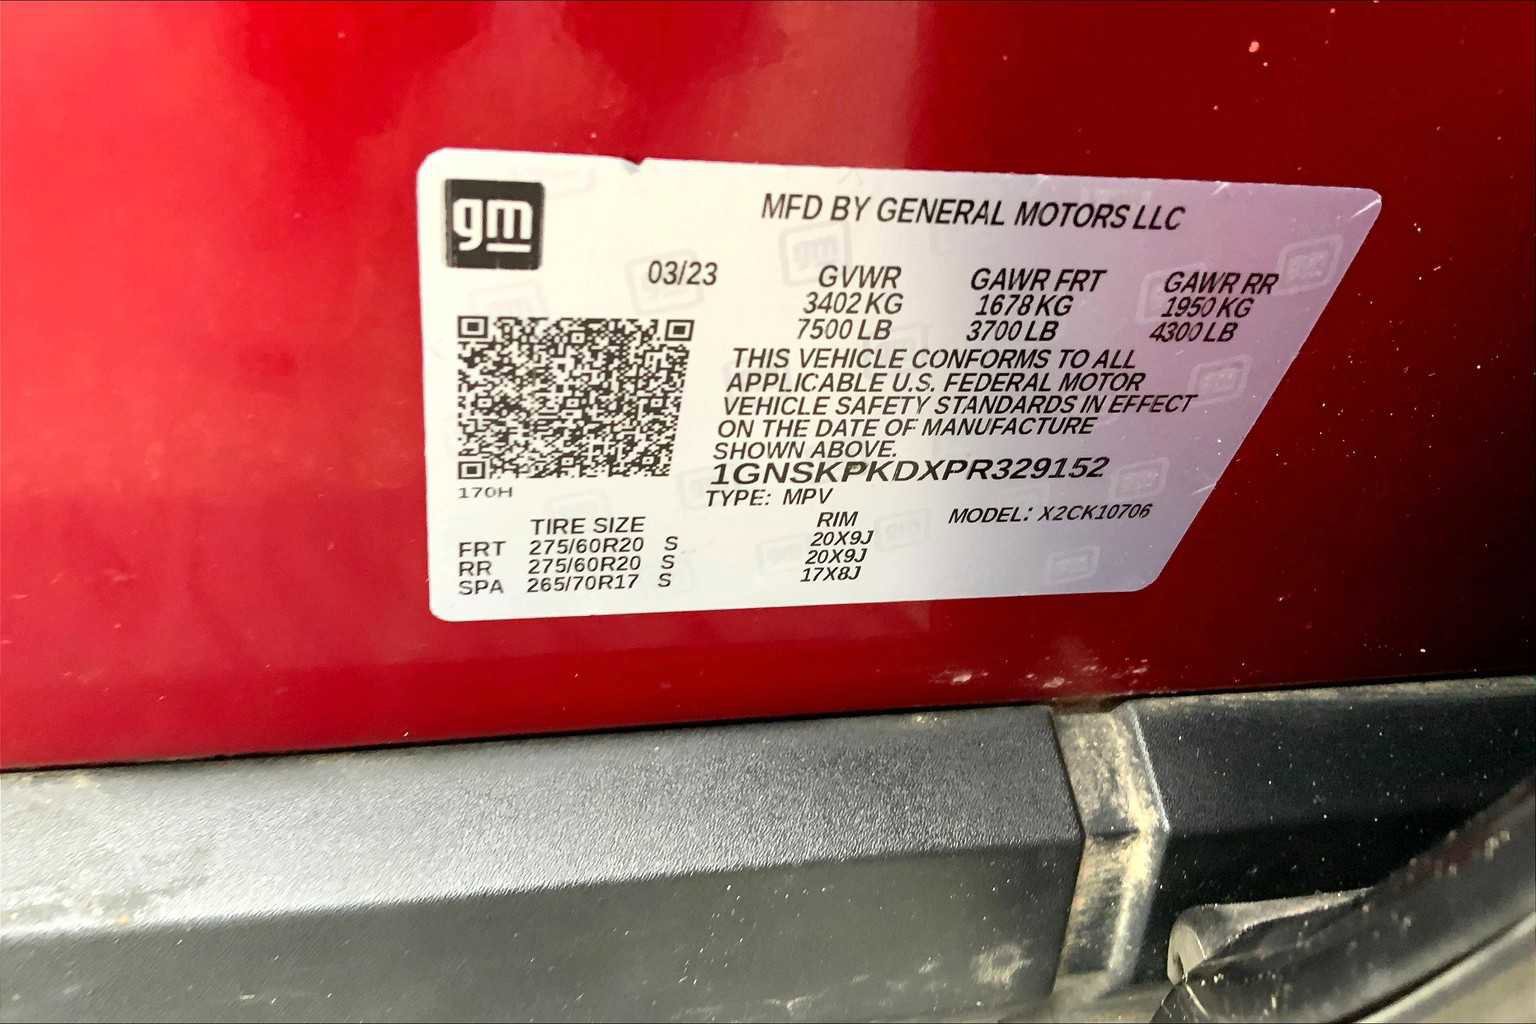 gm
MFD BY GENERAL MOTORS LLC
03/23 GVWR GAWR FRT GAWR RR
3402 KG 1678 KG 1950 KG
7500 LB 3700 LB 4300 LB
THIS VEHICLE CONFORMS TO ALL
APPLICABLE U.S. FEDERAL MOTOR
VEHICLE SAFETY STANDARDS IN EFFECT
ON THE DATE OF MANUFACTURE
SHOWN ABOVE.
1GNSKPKDXPR329152
170H
TYPE: MPV
MODEL: X2CK10706
TIRE SIZE RIM
FRT 275/60R20 S 20X9J
RR 275/60R20 S 20X9J
SPA 265/70R17 S 17X8J